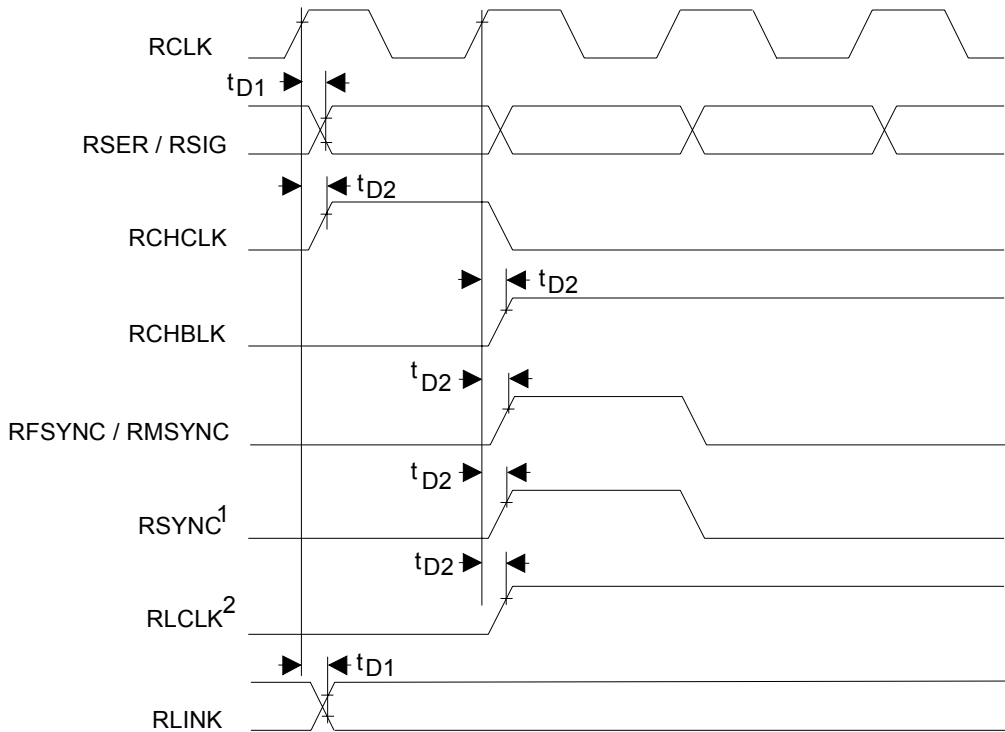 RCLK
tD1
RSER / RSIG
tD2
RCHCLK
tD2
RCHBLK
tD2
RFSYNC / RMSYNC
tD2
RSYNC1
tD2
RLCLK2
tD1
RLINK